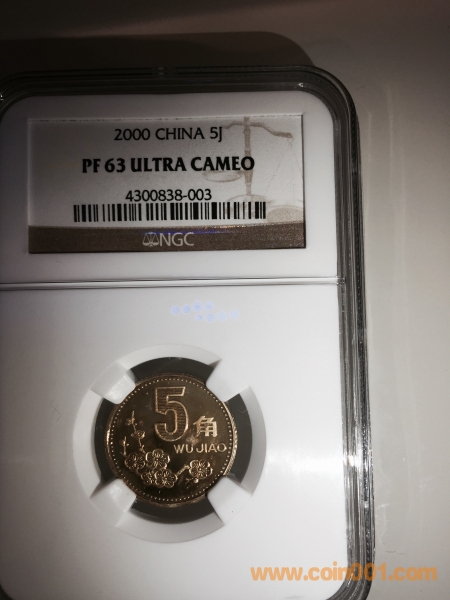 2000 CHINA 5J
PF 63 ULTRA CAMEO
4300838-003
NGC
5角
WU JIAO
www.coin001.com